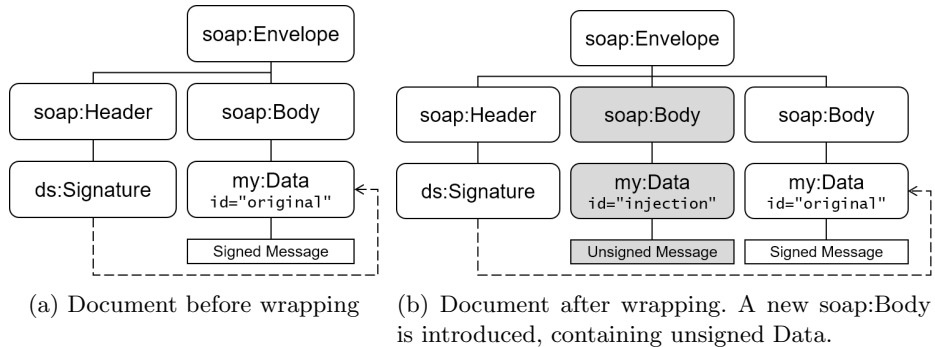 soap:Envelope
soap:Header
soap:Body
ds:Signature
my:Data
id="original"
Signed Message
(a) Document before wrapping
soap:Envelope
soap:Header
soap:Body
soap:Body
ds:Signature
my:Data
id="injection"
my:Data
id="original"
Unsigned Message
Signed Message
(b) Document after wrapping. A new soap:Body
is introduced, containing unsigned Data.